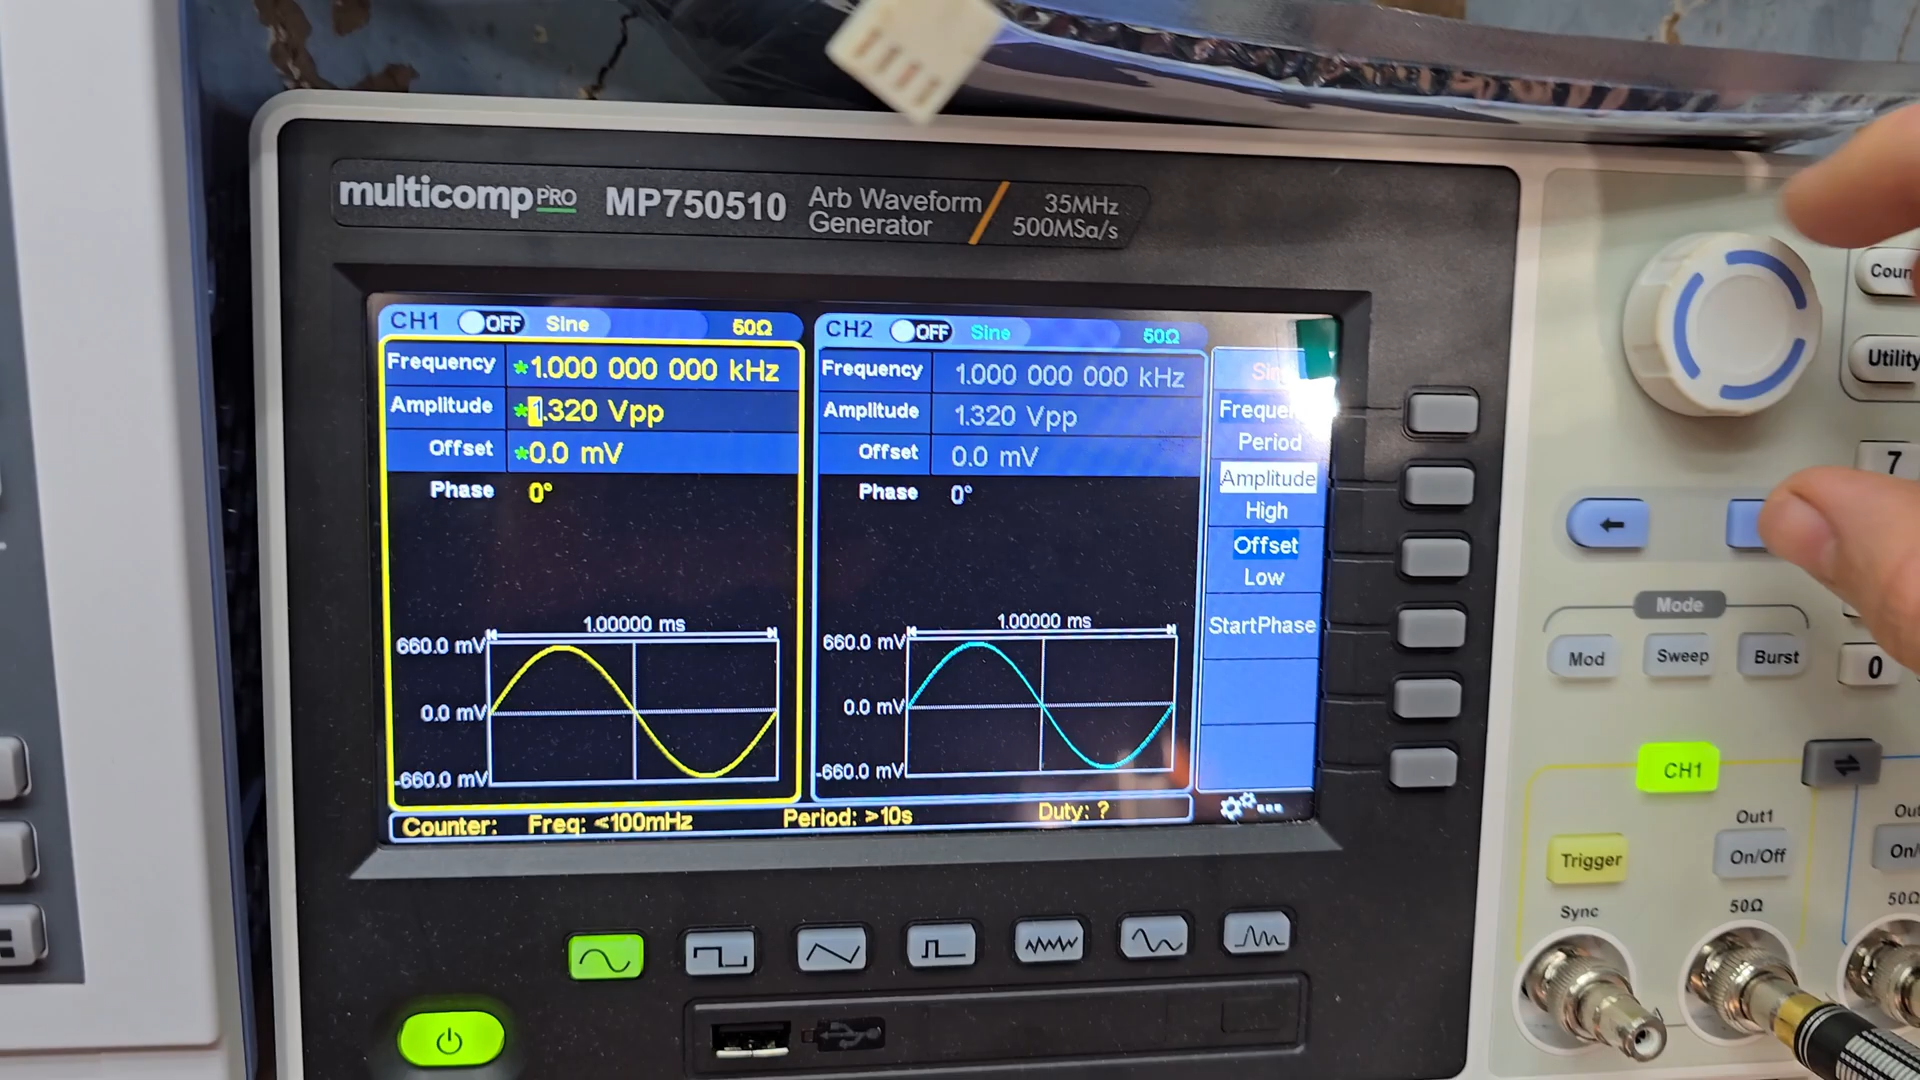 multicomp PRO MP750510 Arb Waveform Generator 35MHz 500MSa/s
CH1 OFF Sine 50Ω
Frequency *1.000 000 000 kHz
Amplitude *1.320 Vpp
Offset *0.0 mV
Phase 0°
1.00000 ms
660.0 mV
0.0 mV
-660.0 mV
CH2 OFF Sine 50Ω
Frequency 1.000 000 000 kHz
Amplitude 1.320 Vpp
Offset 0.0 mV
Phase 0°
1.00000 ms
660.0 mV
0.0 mV
-660.0 mV
Period
Amplitude
High
Offset
Low
StartPhase
Counter: Freq: <100mHz Period: >10s Duty: ?
Utility
7
Mode
Mod Sweep Burst
0
CH1
Out1
Trigger On/Off
Sync 50Ω
50Ω